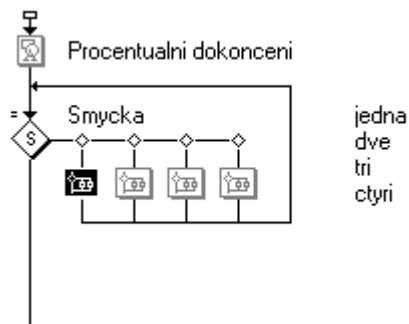 Procentualni dokonceni
= Smycka
S
jedna
dve
tri
ctyri